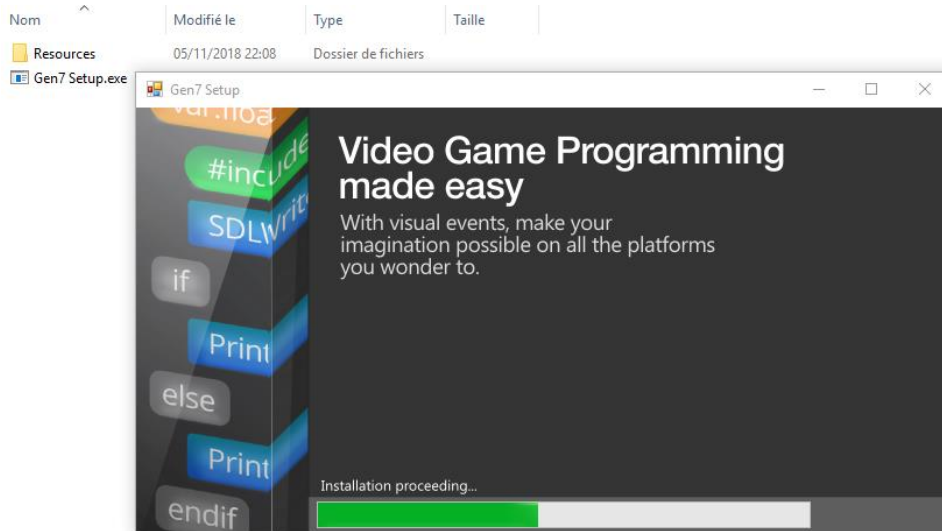 Nom Modifié le Type Taille
Resources 05/11/2018 22:08 Dossier de fichiers
Gen7 Setup.exe
Gen7 Setup
#include
SDLWrite
if
Print
else
Print
endif
Video Game Programming
made easy
With visual events, make your
imagination possible on all the platforms
you wonder to.
Installation proceeding...